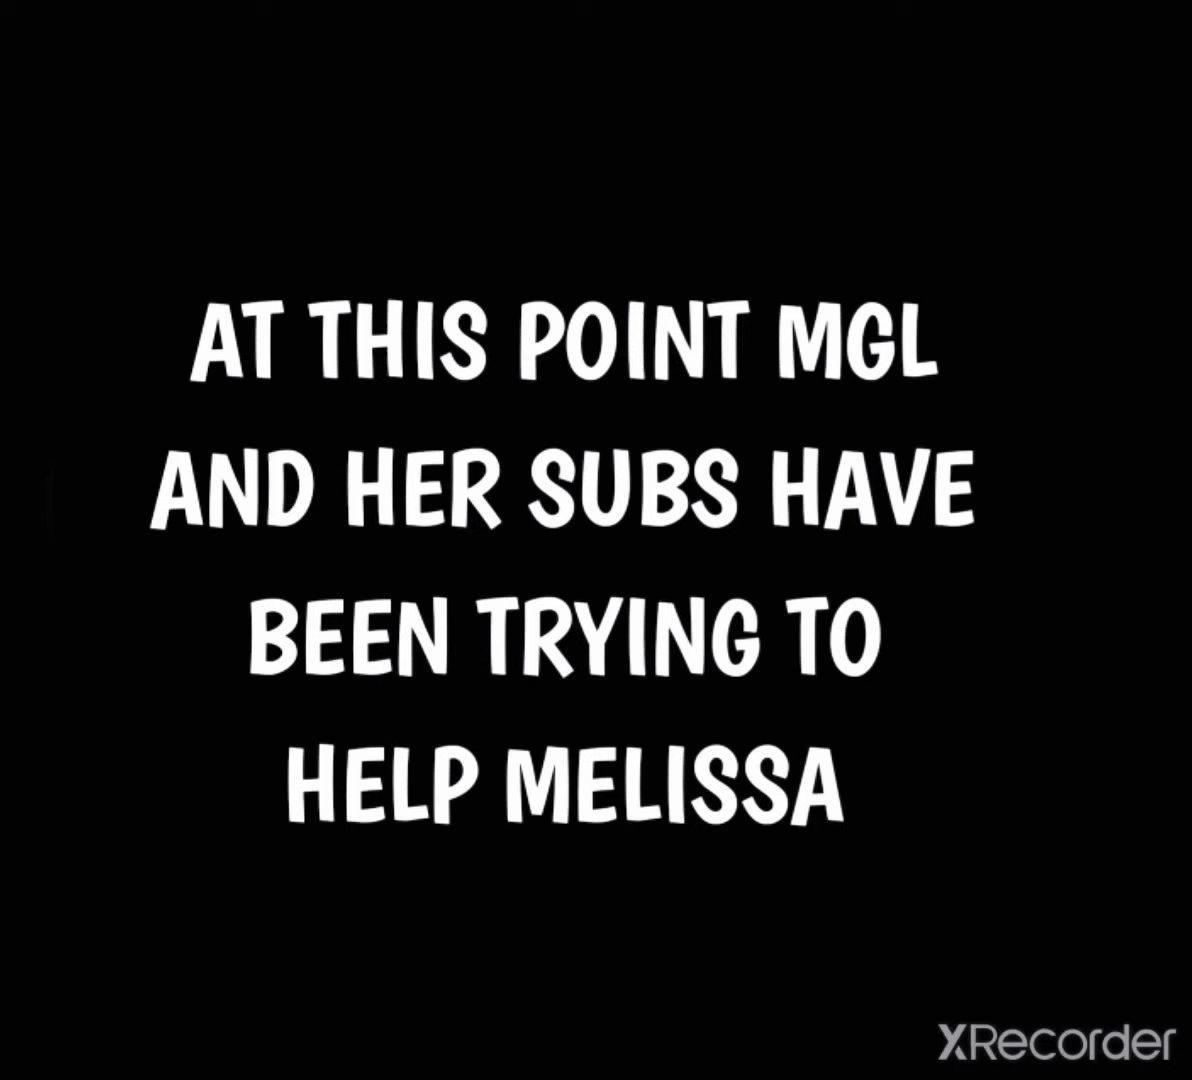 AT THIS POINT MGL
AND HER SUBS HAVE
BEEN TRYING TO
HELP MELISSA
XRecorder